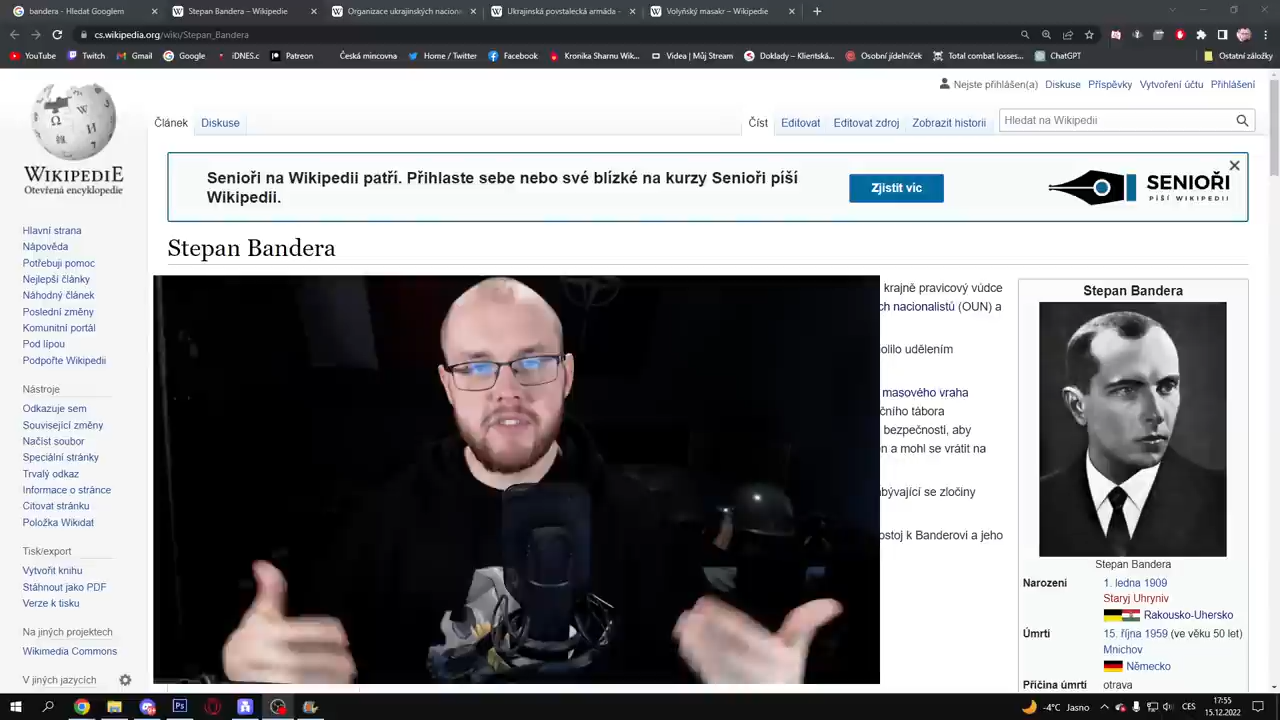 bandera - Google
Stepan Bandera – Wikipedie
Organizace ukrajinských nacion
Ukrajinská povstalecká armáda -
Volyňský masakr – Wikipedie
cs.wikipedia.org/wiki/Stepan_Bandera
YouTube
Twitch
Gmail
Google
iDNES.c
Patreon
Česká mincovna
Home / Twitter
Facebook
Kronika Sharnu Wik...
Videa | Můj Stream
Doklady – Klientská...
Osobní jídelníček
Total combat losses...
ChatGPT
Ostatní záložky
Nejste přihlášen(a) Diskuse Příspěvky Vytvoření účtu Přihlášení
Článek Diskuse
Číst Editovat Editovat zdroj Zobrazit historii
Hledat na Wikipedii
WIKIPEDIE
Otevřená encyklopedie
Senioři na Wikipedii patří. Přihlaste sebe nebo své blízké na kurzy Senioři píší
Wikipedii.
Zjistit víc
SENIOŘI
PÍŠÍ WIKIPEDII
Hlavní strana
Nápověda
Potřebuji pomoc
Nejlepší články
Náhodný článek
Poslední změny
Komunitní portál
Pod lípou
Podpořte Wikipedii
Nástroje
Odkazuje sem
Související změny
Načíst soubor
Speciální stránky
Trvalý odkaz
Informace o stránce
Citovat stránku
Položka Wikidat
Tisk/export
Vytvořit knihu
Stáhnout jako PDF
Verze k tisku
Na jiných projektech
Wikimedia Commons
V jiných jazycích
Stepan Bandera
krajně pravicový vůdce
ch nacionalistů (OUN) a
olilo udělením
masového vraha
čního tábora
bezpečnosti, aby
n a mohl se vrátit na
bývající se zločiny
ostoj k Banderovi a jeho
Stepan Bandera
Stepan Bandera
Narození 1. ledna 1909
Staryj Uhryniv
Rakousko-Uhersko
Úmrtí 15. října 1959 (ve věku 50 let)
Mnichov
Německo
Příčina úmrtí otrava
-4°C Jasno
CES
17:55
15.12.2022